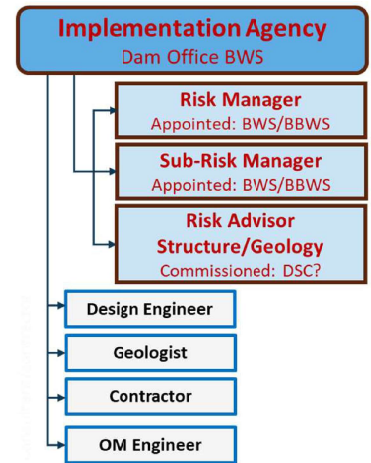 Implementation Agency
Dam Office BWS
Risk Manager
Appointed: BWS/BBWS
Sub-Risk Manager
Appointed: BWS/BBWS
Risk Advisor
Structure/Geology
Commissioned: DSC?
Design Engineer
Geologist
Contractor
OM Engineer